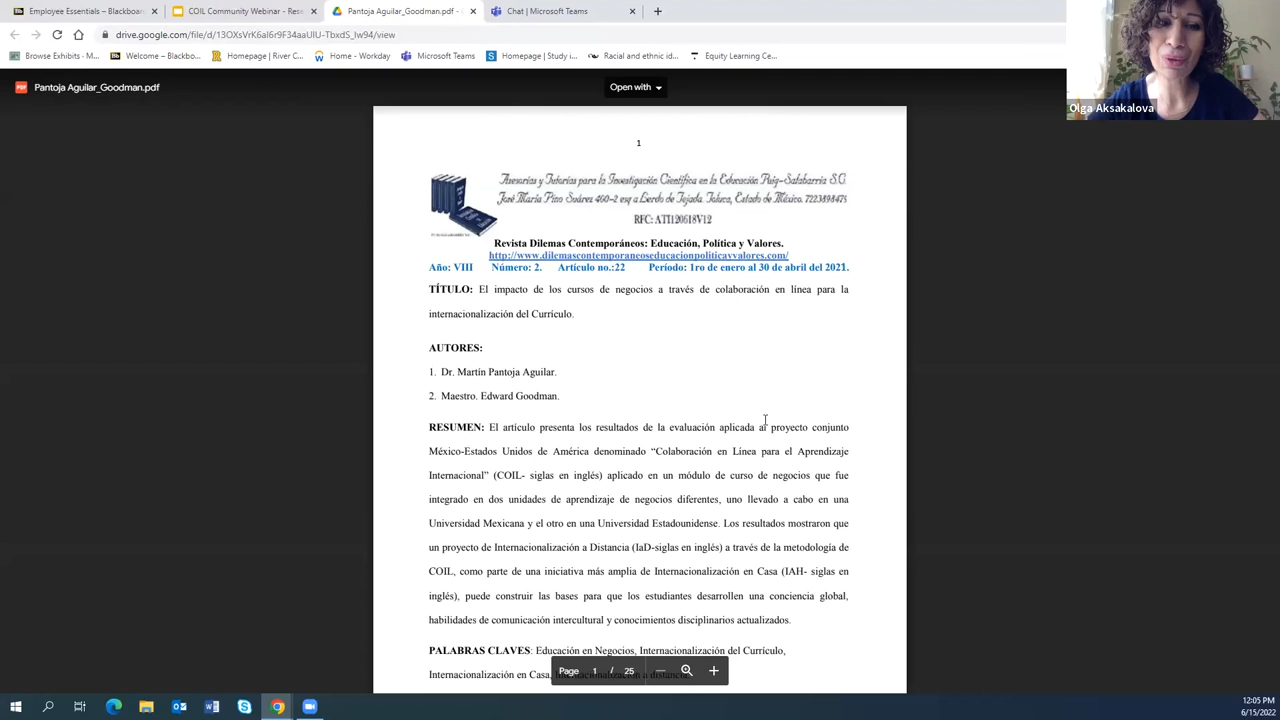 Employee Essentials – Blackboa
COIL Community Webinar - Rese
Pantoja Aguilar_Goodman.pdf -
Chat | Microsoft Teams
drive.google.com/file/d/13OXsVrK6al6r9F34aaUIU-TbxdS_lw94/view
Browse Exhibits - M...
Welcome – Blackbo...
Homepage | River C...
Home - Workday
Microsoft Teams
Homepage | Study i...
Racial and ethnic id...
Equity Learning Ce...
Pantoja Aguilar_Goodman.pdf
Open with
Olga Aksakalova
1
Asesorías y Tutorías para la Investigación Científica en la Educación Puig-Salabarría S.C.
José María Pino Suárez 400-2 esq a Lerdo de Tejada. Toluca, Estado de México. 7223898475
RFC: ATI120618V12
Revista Dilemas Contemporáneos: Educación, Política y Valores.
http://www.dilemascontemporaneoseducacionpoliticayvalores.com/
Año: VIII Número: 2. Artículo no.:22 Período: 1ro de enero al 30 de abril del 2021.
TÍTULO: El impacto de los cursos de negocios a través de colaboración en línea para la
internacionalización del Currículo.
AUTORES:
1. Dr. Martín Pantoja Aguilar.
2. Maestro. Edward Goodman.
RESUMEN: El artículo presenta los resultados de la evaluación aplicada al proyecto conjunto
México-Estados Unidos de América denominado “Colaboración en Línea para el Aprendizaje
Internacional” (COIL- siglas en inglés) aplicado en un módulo de curso de negocios que fue
integrado en dos unidades de aprendizaje de negocios diferentes, uno llevado a cabo en una
Universidad Mexicana y el otro en una Universidad Estadounidense. Los resultados mostraron que
un proyecto de Internacionalización a Distancia (IaD-siglas en inglés) a través de la metodología de
COIL, como parte de una iniciativa más amplia de Internacionalización en Casa (IAH- siglas en
inglés), puede construir las bases para que los estudiantes desarrollen una conciencia global,
habilidades de comunicación intercultural y conocimientos disciplinarios actualizados.
PALABRAS CLAVES: Educación en Negocios, Internacionalización del Currículo,
Internacionalización en Casa, Internacionalización a distancia.
Page 1 / 25
12:05 PM
6/15/2022